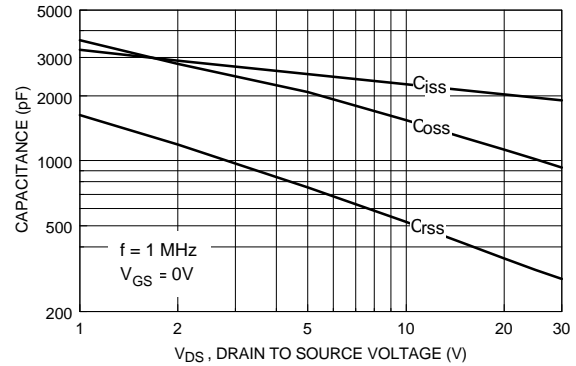 5000
3000
2000
1000
500
200
CAPACITANCE (pF)
Ciss
Coss
Crss
f = 1 MHz
VGS = 0V
1 2 5 10 20 30
VDS , DRAIN TO SOURCE VOLTAGE (V)